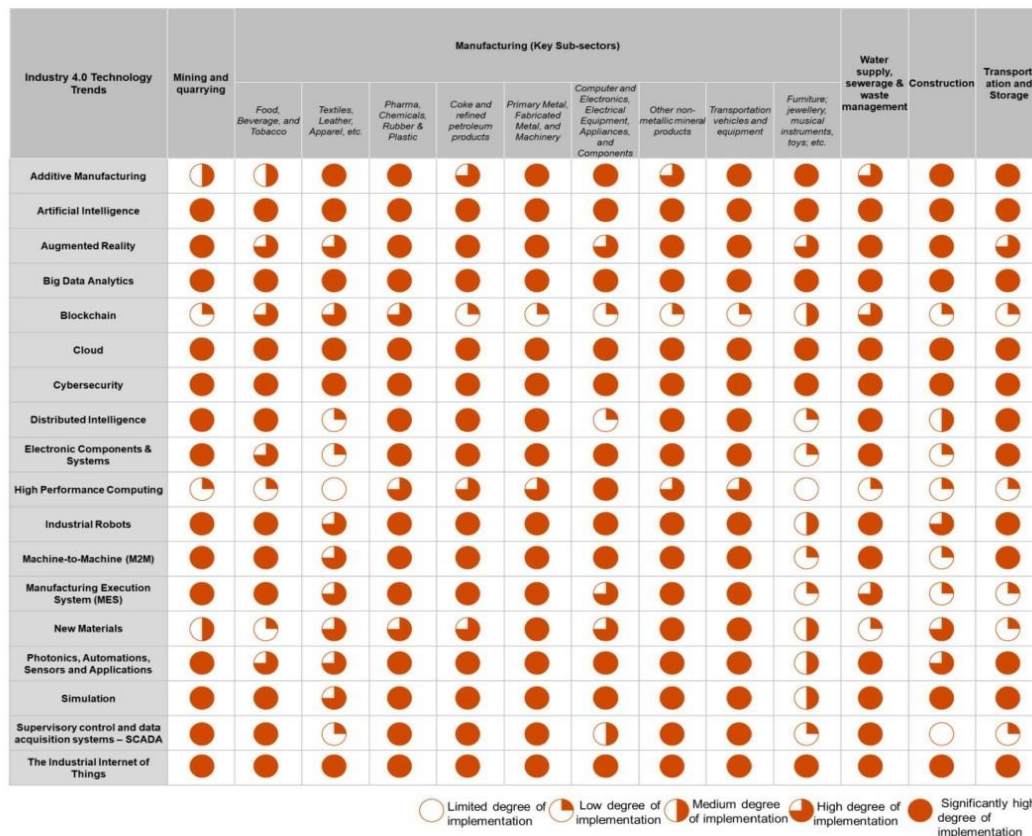 Industry 4.0 Technology
Trends
Mining and
quarrying
Manufacturing (Key Sub-sectors)
Food,
Beverage, and
Tobacco
Textiles,
Leather,
Apparel, etc.
Pharma,
Chemicals,
Rubber &
Plastic
Coke and
refined
petroleum
products
Primary Metal,
Fabricated
Metal, and
Machinery
Computer and
Electronics,
Electrical
Equipment,
Appliances,
and
Components
Other non-
metallic mineral
products
Transportation
vehicles and
equipment
Furniture;
jewellery,
musical
instruments,
toys; etc.
Water
supply,
sewerage &
waste
management
Construction
Transport
ation and
Storage
Additive Manufacturing
Artificial Intelligence
Augmented Reality
Big Data Analytics
Blockchain
Cloud
Cybersecurity
Distributed Intelligence
Electronic Components &
Systems
High Performance Computing
Industrial Robots
Machine-to-Machine (M2M)
Manufacturing Execution
System (MES)
New Materials
Photonics, Automations,
Sensors and Applications
Simulation
Supervisory control and data
acquisition systems – SCADA
The Industrial Internet of
Things
Limited degree of
implementation
Low degree of
implementation
Medium degree
of implementation
High degree of
implementation
Significantly high
degree of
implementation